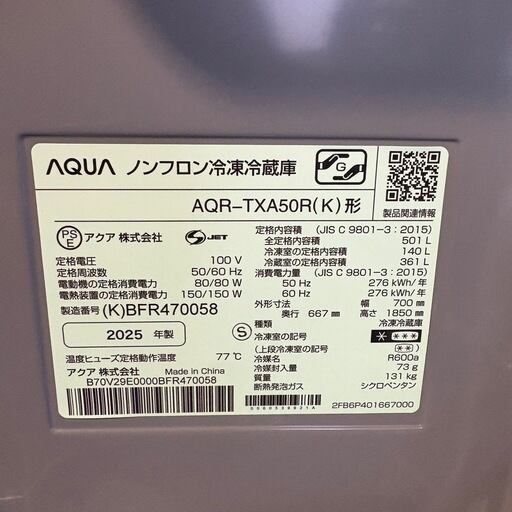 AQUA ノンフロン冷凍冷蔵庫
G
AQR-TXA50R(K)形
製品関連情報
PS
E
アクア 株式会社
S JET
定格電圧 100 V
定格周波数 50/60 Hz
電動機の定格消費電力 80/80 W
電熱装置の定格消費電力 150/150 W
製造番号 (K)BFR470058
2025 年製
S
温度ヒューズ定格動作温度 77℃
アクア 株式会社 Made in China
B70V29E0000BFR470058
定格内容積 (JIS C 9801-3:2015)
全定格内容積 501 L
冷凍室の定格内容積 140 L
冷蔵室の定格内容積 361 L
消費電力量 (JIS C 9801-3:2015)
50 Hz 276 kWh/年
60 Hz 276 kWh/年
外形寸法 幅 700 mm
奥行 667 mm 高さ 1850 mm
種類 冷凍冷蔵庫
冷凍室の記号
(上段冷凍室の記号)
冷媒名 R600a
冷媒封入量 73 g
質量 131 kg
断熱発泡ガス シクロペンタン
0060539921A
2FB6P401667000